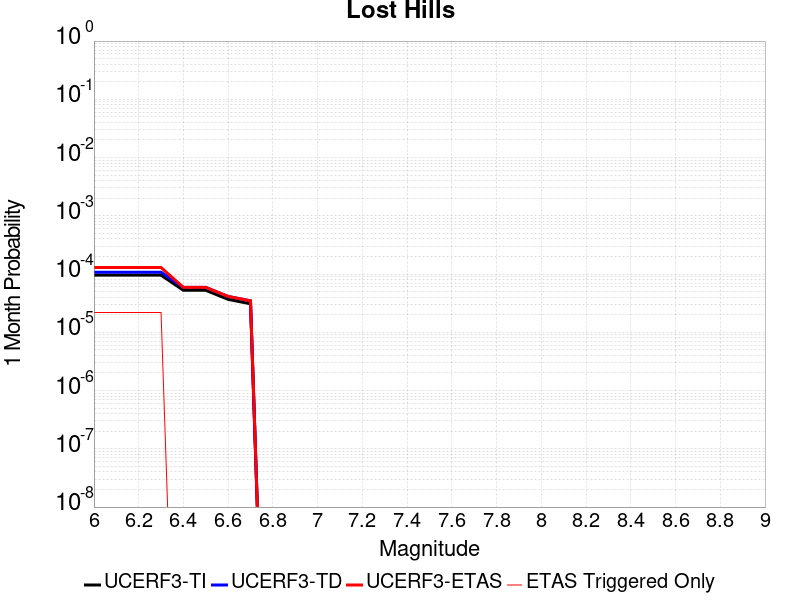 Lost Hills
10^0
10^-1
10^-2
10^-3
10^-4
10^-5
10^-6
10^-7
10^-8
1 Month Probability
6 6.2 6.4 6.6 6.8 7 7.2 7.4 7.6 7.8 8 8.2 8.4 8.6 8.8 9
Magnitude
UCERF3-TI UCERF3-TD UCERF3-ETAS ETAS Triggered Only